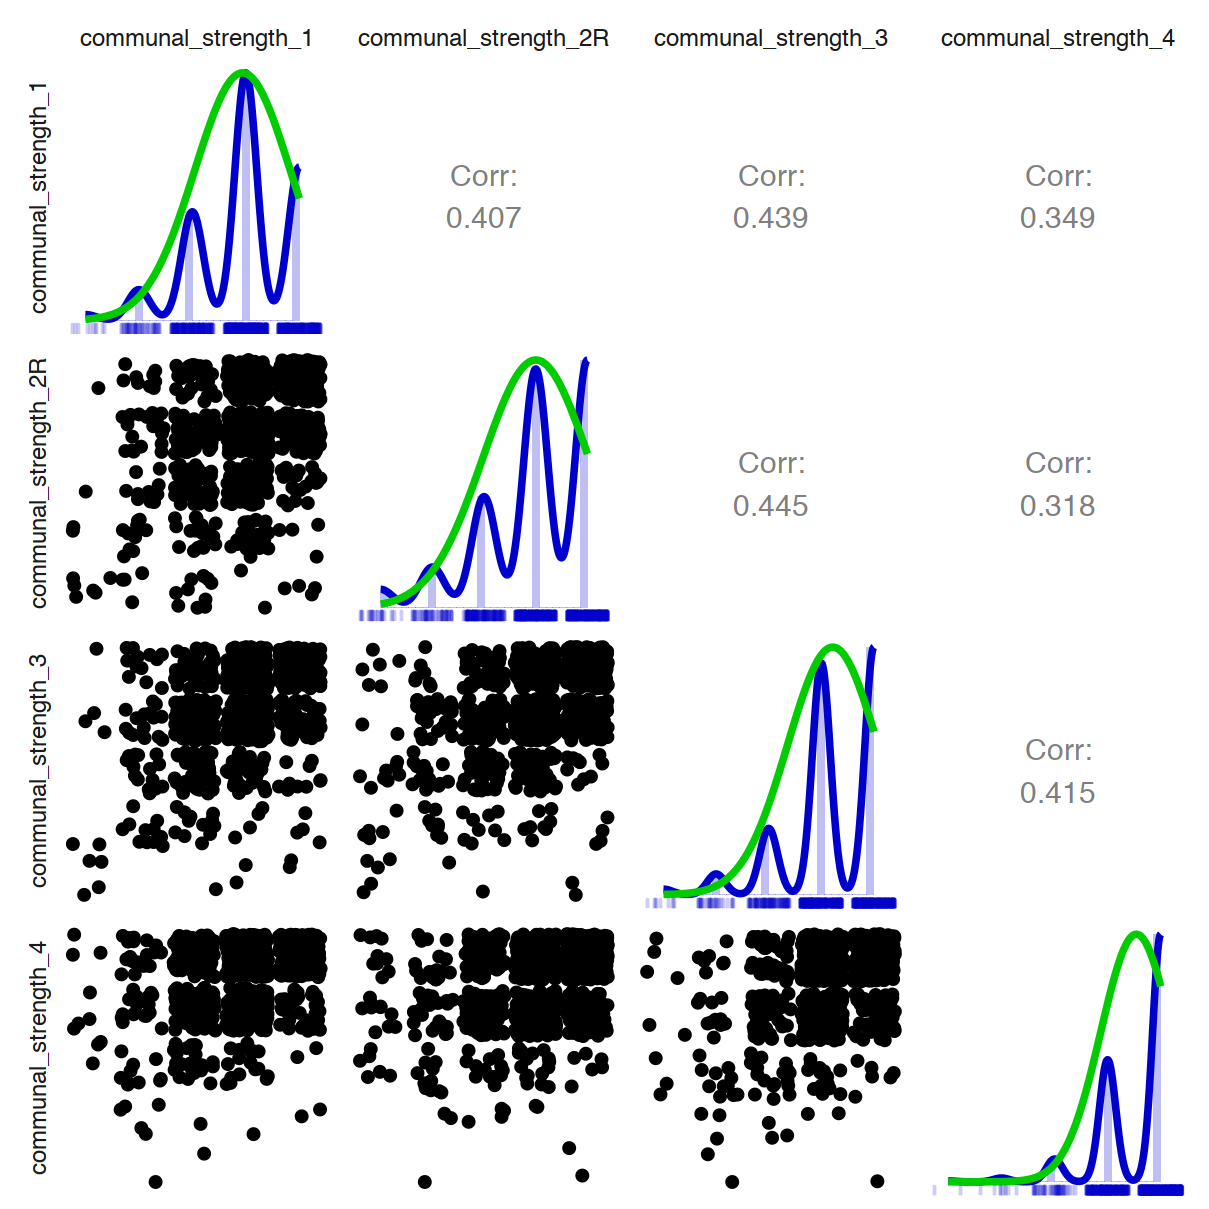 communal_strength_1 communal_strength_2R communal_strength_3 communal_strength_4
communal_strength_1
Corr:
0.407
Corr:
0.439
Corr:
0.349
communal_strength_2R
Corr:
0.445
Corr:
0.318
communal_strength_3
Corr:
0.415
communal_strength_4